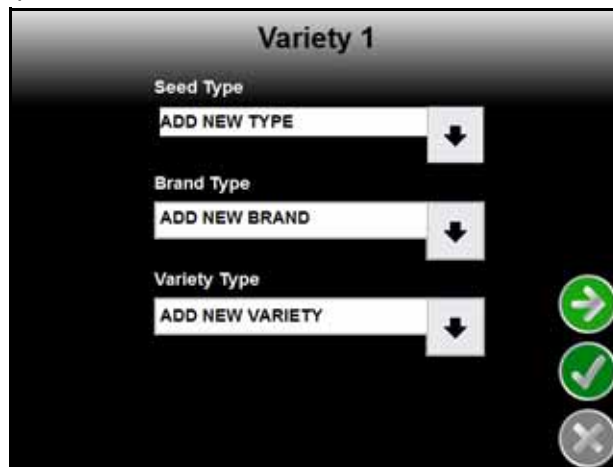 Variety 1
Seed Type
ADD NEW TYPE
Brand Type
ADD NEW BRAND
Variety Type
ADD NEW VARIETY